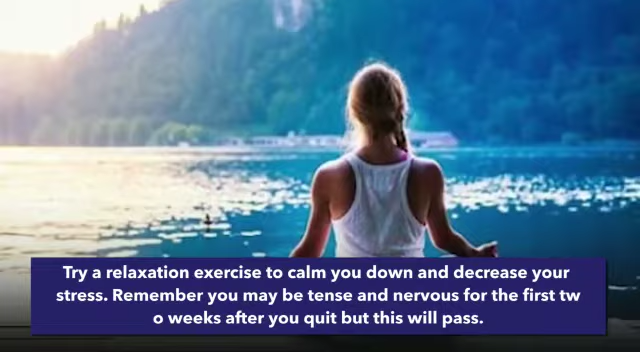 Try a relaxation exercise to calm you down and decrease your
stress. Remember you may be tense and nervous for the first tw
o weeks after you quit but this will pass.